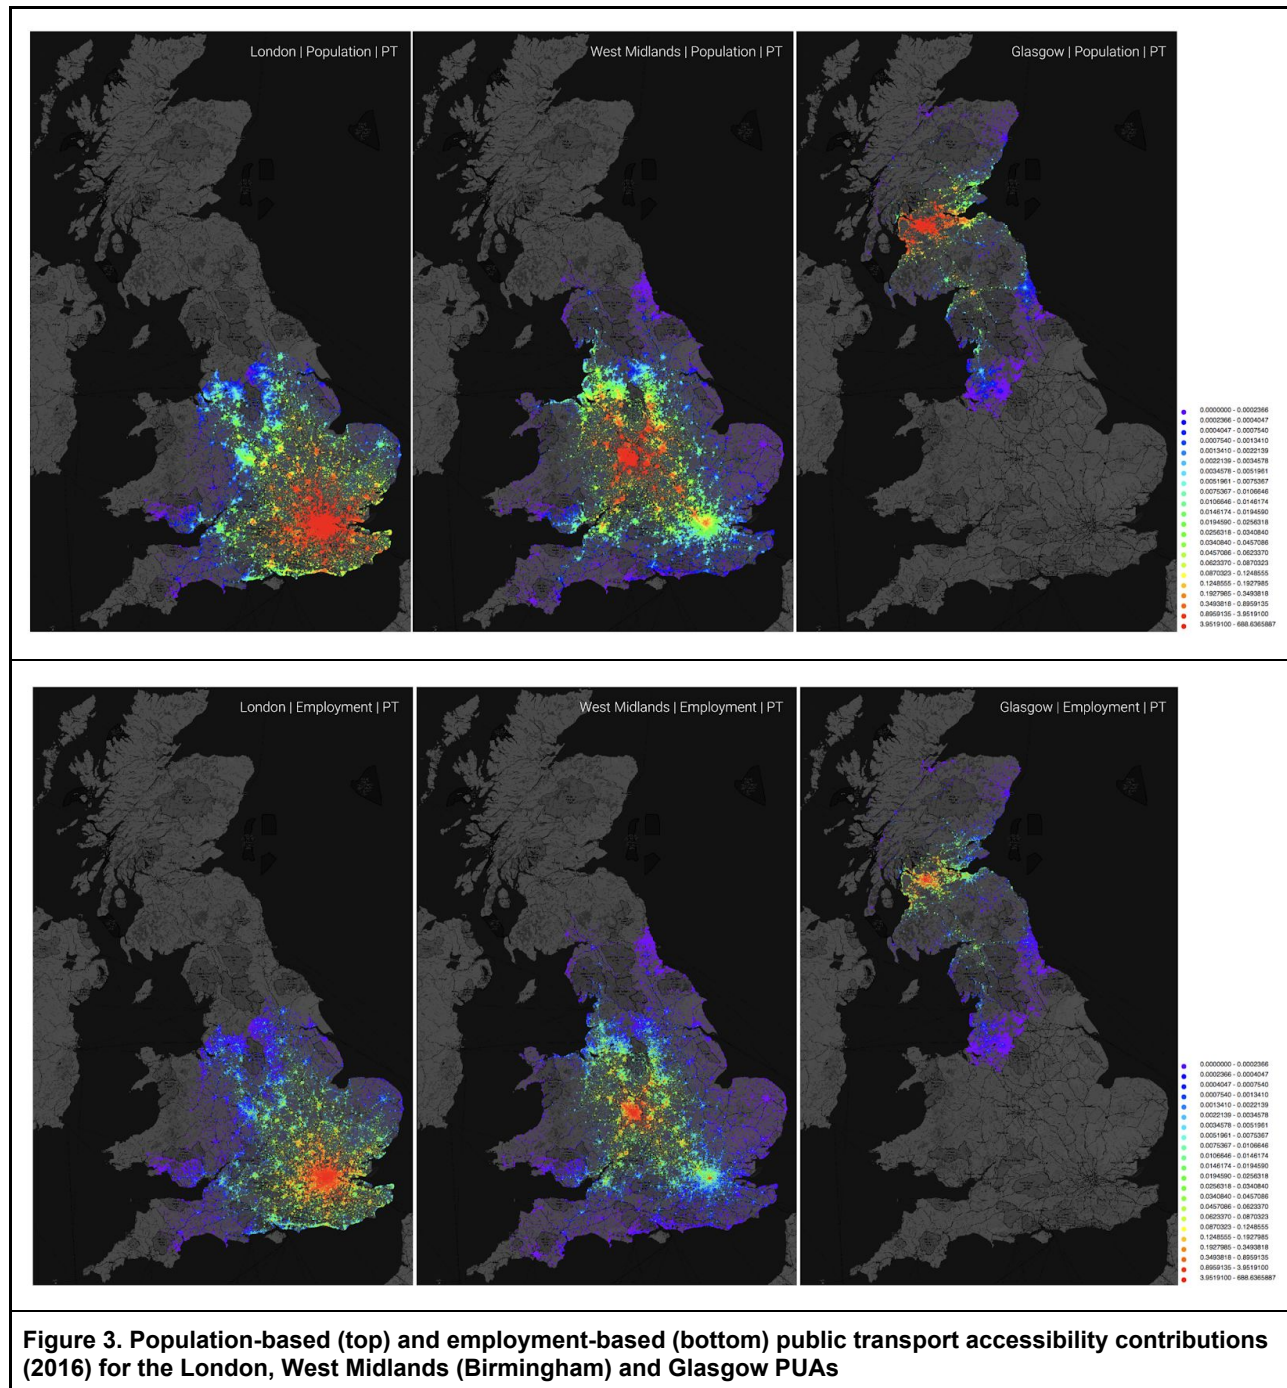 London | Population | PT
West Midlands | Population | PT
Glasgow | Population | PT
0.0000000 - 0.0002366
0.0002366 - 0.0004047
0.0004047 - 0.0007540
0.0007540 - 0.0013410
0.0013410 - 0.0022139
0.0022139 - 0.0034578
0.0034578 - 0.0051961
0.0051961 - 0.0075367
0.0075367 - 0.0106646
0.0106646 - 0.0146174
0.0146174 - 0.0194590
0.0194590 - 0.0256318
0.0256318 - 0.0340840
0.0340840 - 0.0457086
0.0457086 - 0.0623370
0.0623370 - 0.0870323
0.0870323 - 0.1248555
0.1248555 - 0.1927985
0.1927985 - 0.3493818
0.3493818 - 0.8959135
0.8959135 - 3.9519100
3.9519100 - 688.6365887
London | Employment | PT
West Midlands | Employment | PT
Glasgow | Employment | PT
0.0000000 - 0.0002366
0.0002366 - 0.0004047
0.0004047 - 0.0007540
0.0007540 - 0.0013410
0.0013410 - 0.0022139
0.0022139 - 0.0034578
0.0034578 - 0.0051961
0.0051961 - 0.0075367
0.0075367 - 0.0106646
0.0106646 - 0.0146174
0.0146174 - 0.0194590
0.0194590 - 0.0256318
0.0256318 - 0.0340840
0.0340840 - 0.0457086
0.0457086 - 0.0623370
0.0623370 - 0.0870323
0.0870323 - 0.1248555
0.1248555 - 0.1927985
0.1927985 - 0.3493818
0.3493818 - 0.8959135
0.8959135 - 3.9519100
3.9519100 - 688.6365887
Figure 3. Population-based (top) and employment-based (bottom) public transport accessibility contributions
(2016) for the London, West Midlands (Birmingham) and Glasgow PUAs